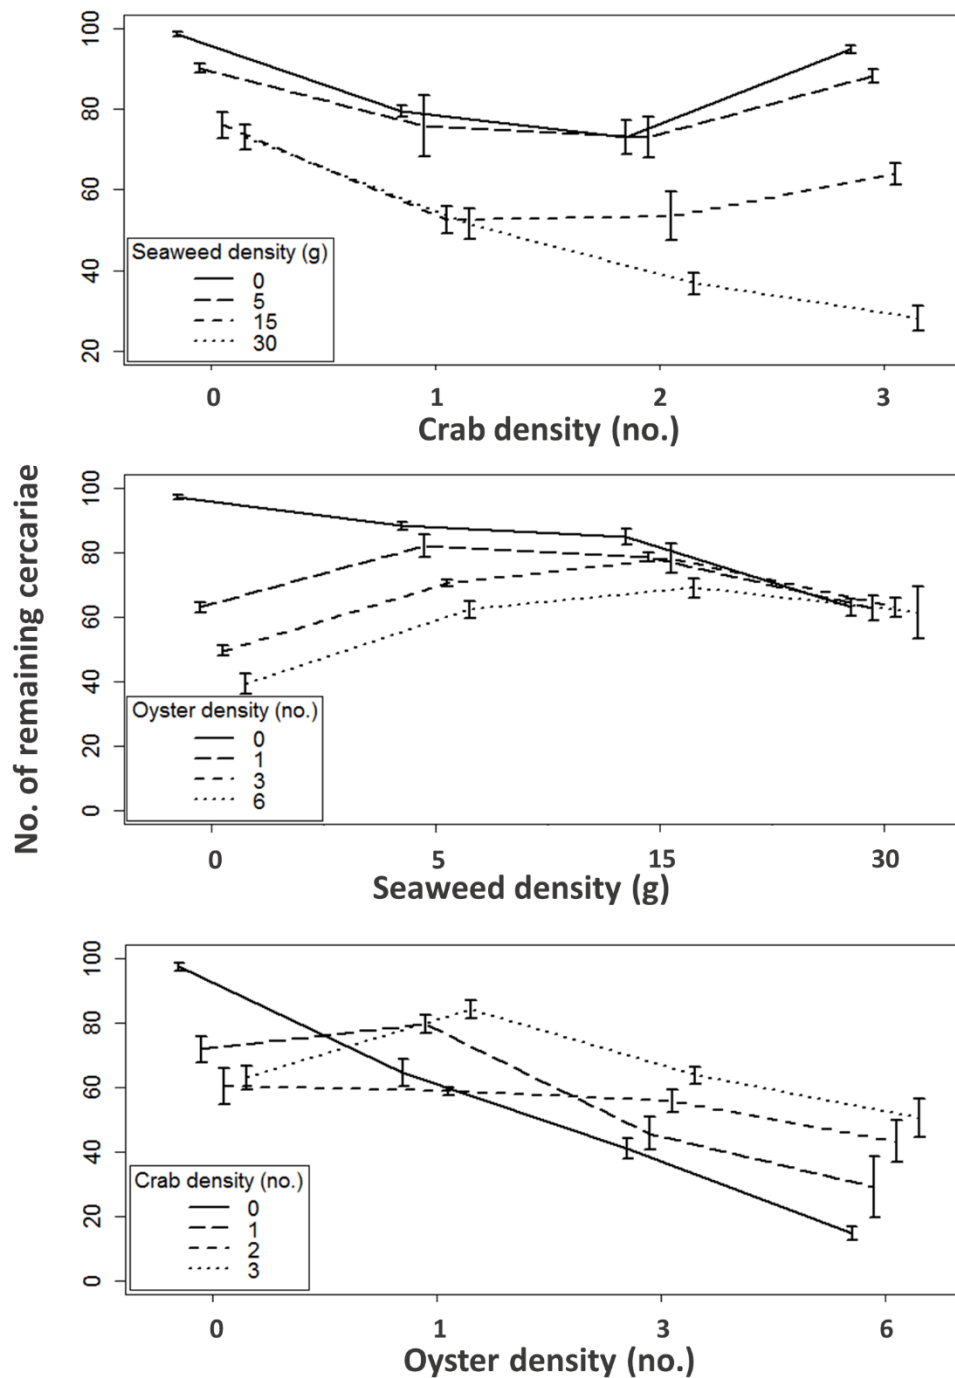 100
80
60
40
20
Seaweed density (g)
0
5
15
30
0 1 2 3
Crab density (no.)
No. of remaining cercariae
100
80
60
40
20
0
Oyster density (no.)
0
1
3
6
0 5 15 30
Seaweed density (g)
100
80
60
40
20
0
Crab density (no.)
0
1
2
3
0 1 3 6
Oyster density (no.)